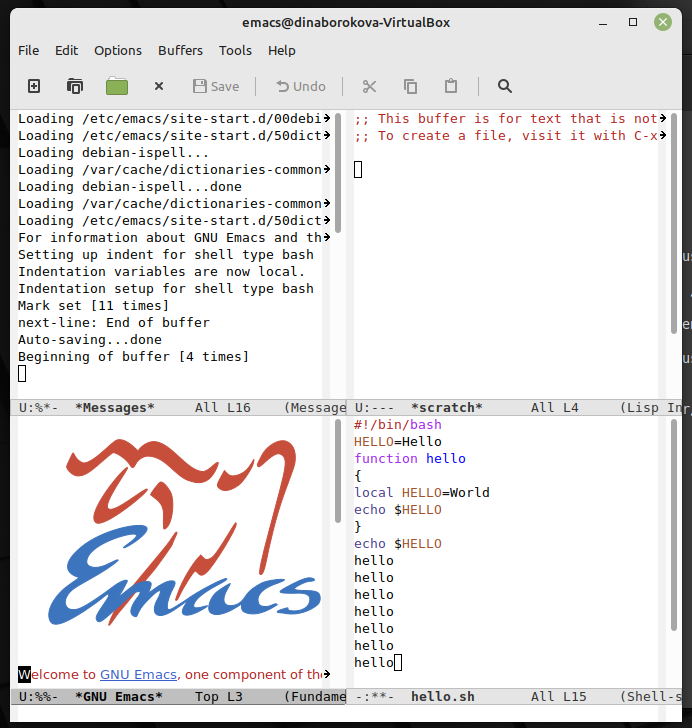 emacs@dinaborokova-VirtualBox
File Edit Options Buffers Tools Help
Save Undo
Loading /etc/emacs/site-start.d/00debi
Loading /etc/emacs/site-start.d/50dict
Loading debian-ispell...
Loading /var/cache/dictionaries-common
Loading debian-ispell...done
Loading /var/cache/dictionaries-common
Loading /etc/emacs/site-start.d/50dict
For information about GNU Emacs and th
Setting up indent for shell type bash
Indentation variables are now local.
Indentation setup for shell type bash
Mark set [11 times]
next-line: End of buffer
Auto-saving...done
Beginning of buffer [4 times]
U:%*- *Messages* All L16 (Message
;; This buffer is for text that is not
;; To create a file, visit it with C-x
U:--- *scratch* All L4 (Lisp In
Emacs
Welcome to GNU Emacs, one component of the
U:%%- *GNU Emacs* Top L3 (Fundame
#!/bin/bash
HELLO=Hello
function hello
{
local HELLO=World
echo $HELLO
}
echo $HELLO
hello
hello
hello
hello
hello
hello
hello
-:**- hello.sh All L15 (Shell-s